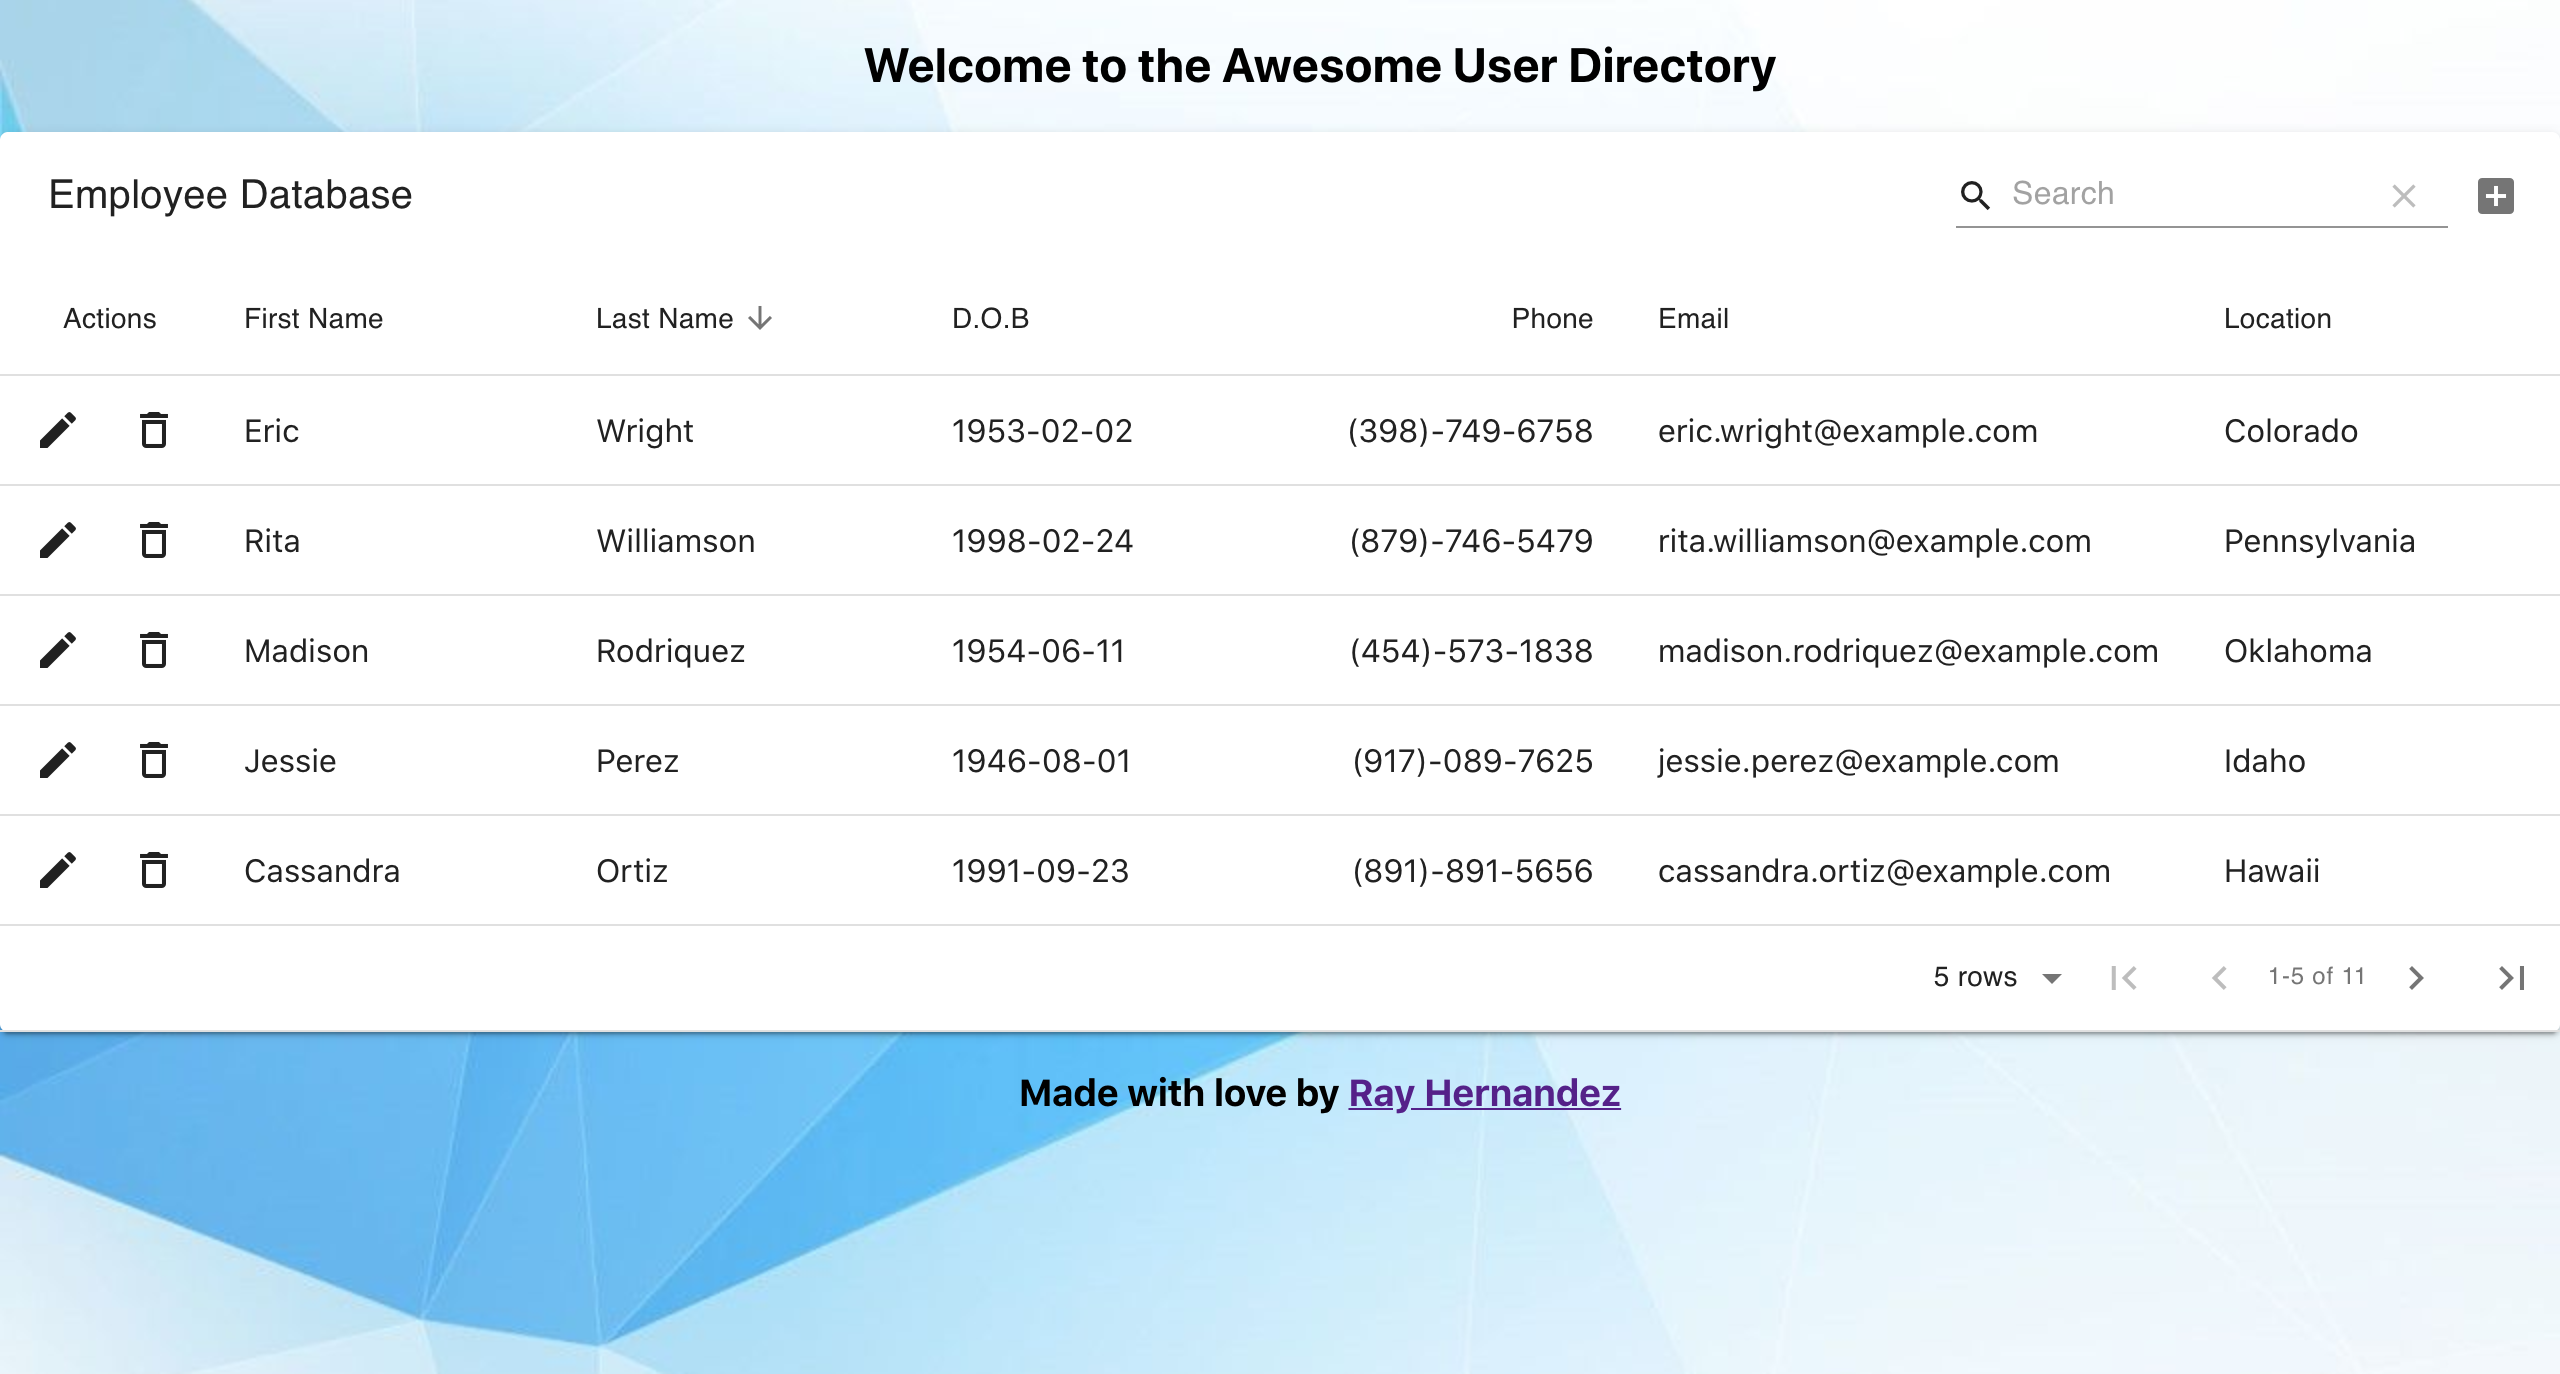 Welcome to the Awesome User Directory
Employee Database Search
Actions First Name Last Name D.O.B Phone Email Location
Eric Wright 1953-02-02 (398)-749-6758 eric.wright@example.com Colorado
Rita Williamson 1998-02-24 (879)-746-5479 rita.williamson@example.com Pennsylvania
Madison Rodriquez 1954-06-11 (454)-573-1838 madison.rodriquez@example.com Oklahoma
Jessie Perez 1946-08-01 (917)-089-7625 jessie.perez@example.com Idaho
Cassandra Ortiz 1991-09-23 (891)-891-5656 cassandra.ortiz@example.com Hawaii
5 rows 1-5 of 11
Made with love by Ray Hernandez